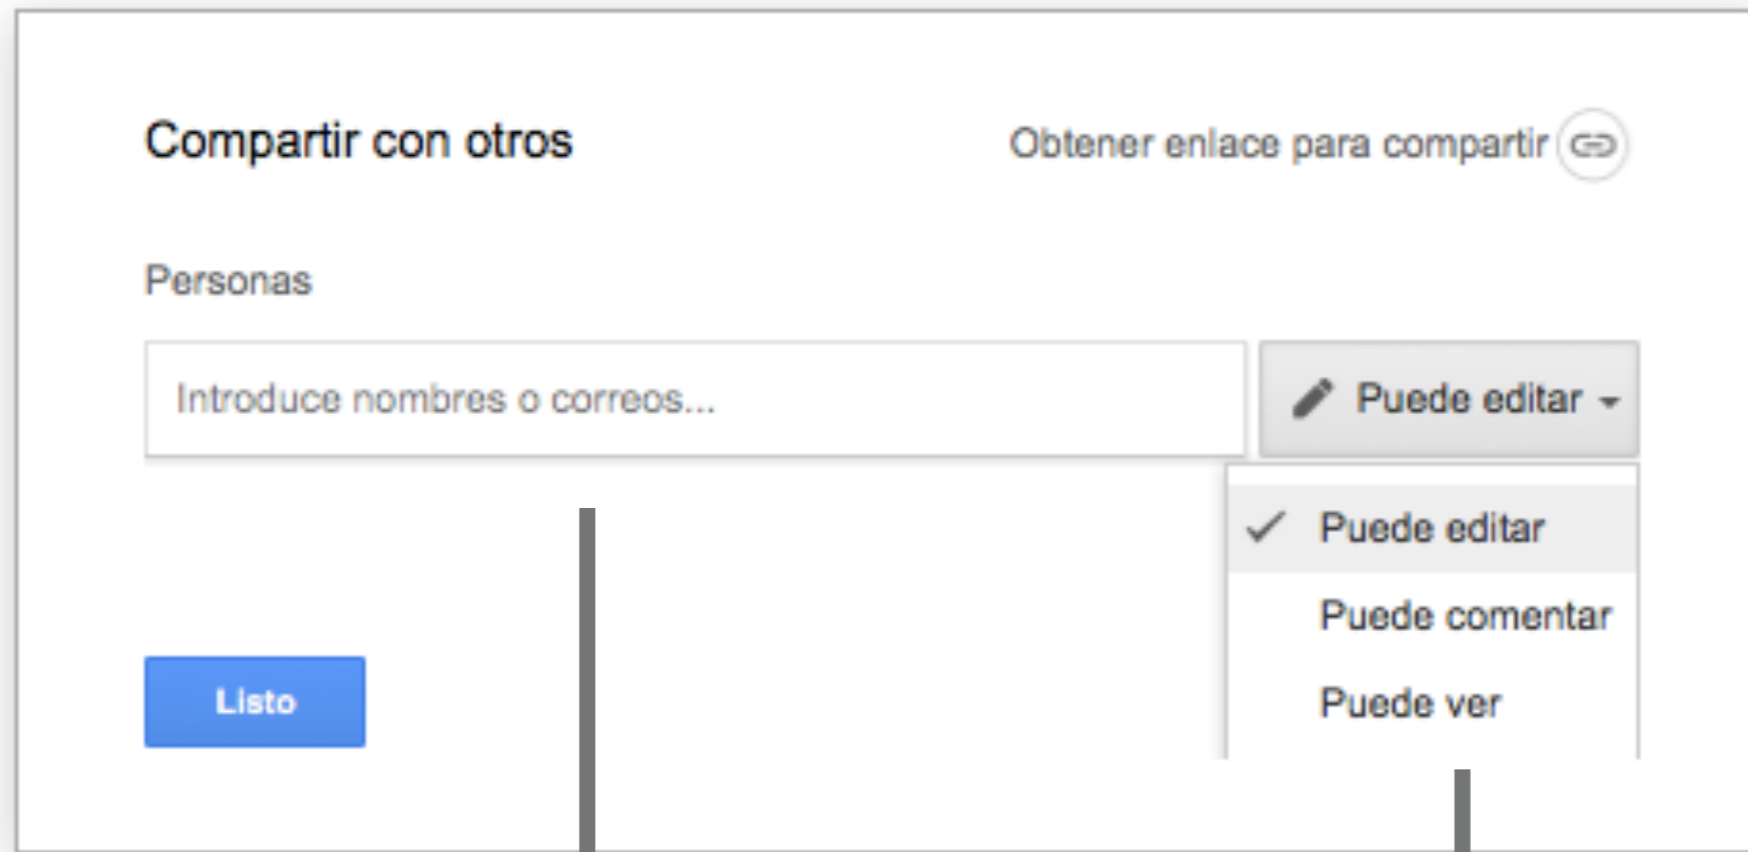 Compartir con otros
Obtener enlace para compartir
Personas
Introduce nombres o correos...
Puede editar
Puede editar
Puede comentar
Puede ver
Listo